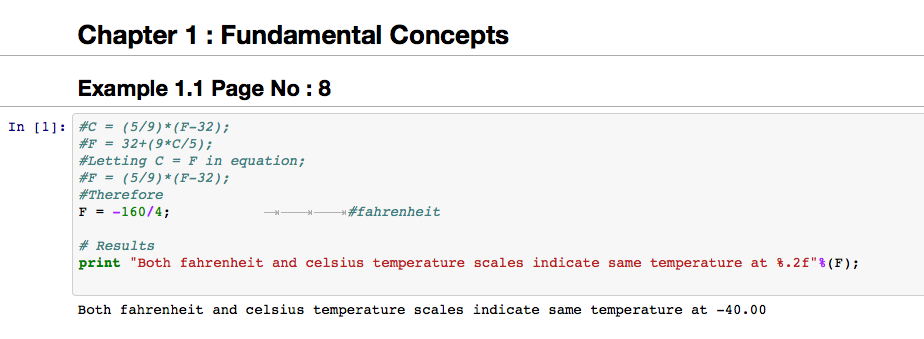 Chapter 1 : Fundamental Concepts
Example 1.1 Page No : 8
In [1]: #C = (5/9)*(F-32);
#F = 32+(9*C/5);
#Letting C = F in equation;
#F = (5/9)*(F-32);
#Therefore
F = -160/4; #fahrenheit
# Results
print "Both fahrenheit and celsius temperature scales indicate same temperature at %.2f"%(F);
Both fahrenheit and celsius temperature scales indicate same temperature at -40.00